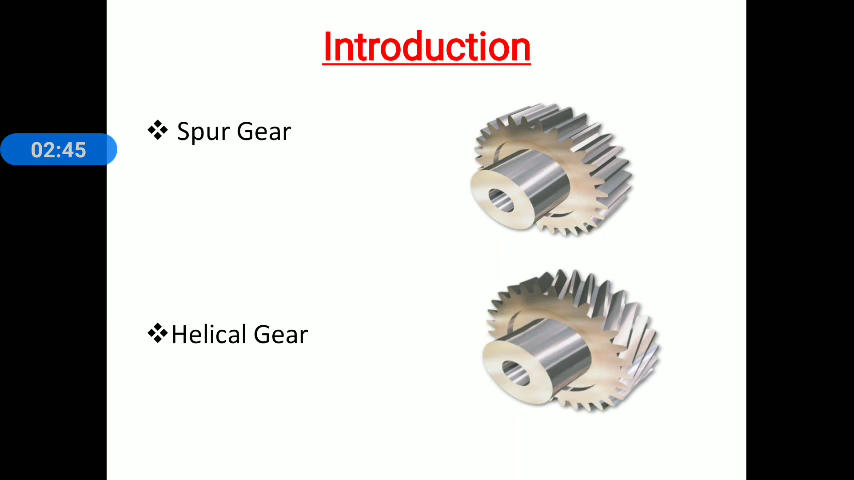 Introduction
❖ Spur Gear
02:45
❖Helical Gear